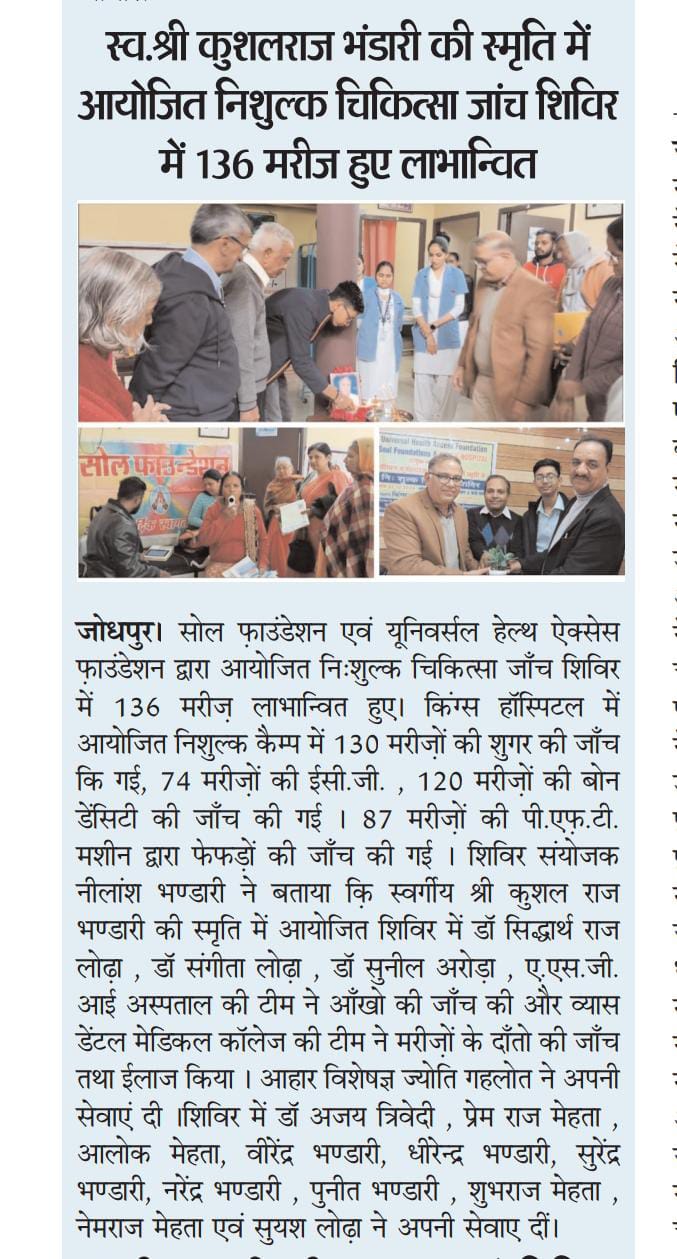 स्व.श्री कुशलराज भंडारी की स्मृति में
आयोजित निशुल्क चिकित्सा जांच शिविर
में 136 मरीज हुए लाभान्वित
सोल फाउन्डेशन
Universal Health Access Foundation
Soul Foundations
HOSPITAL
जोधपुर। सोल फ़ाउंडेशन एवं यूनिवर्सल हेल्थ ऐक्सेस
फ़ाउंडेशन द्वारा आयोजित निःशुल्क चिकित्सा जाँच शिविर
में 136 मरीज़ लाभान्वित हुए। किंग्स हॉस्पिटल में
आयोजित निशुल्क कैम्प में 130 मरीज़ों की शुगर की जाँच
कि गई, 74 मरीज़ों की ईसी.जी. , 120 मरीज़ों की बोन
डेंसिटी की जाँच की गई । 87 मरीज़ों की पी.एफ़.टी.
मशीन द्वारा फेफड़ों की जाँच की गई । शिविर संयोजक
नीलांश भण्डारी ने बताया कि स्वर्गीय श्री कुशल राज
भण्डारी की स्मृति में आयोजित शिविर में डॉ सिद्धार्थ राज
लोढ़ा , डॉ संगीता लोढ़ा , डॉ सुनील अरोड़ा , ए.एस.जी.
आई अस्पताल की टीम ने आँखो की जाँच की और व्यास
डेंटल मेडिकल कॉलेज की टीम ने मरीज़ों के दाँतो की जाँच
तथा ईलाज किया । आहार विशेषज्ञ ज्योति गहलोत ने अपनी
सेवाएं दी ।शिविर में डॉ अजय त्रिवेदी , प्रेम राज मेहता ,
आलोक मेहता, वीरेंद्र भण्डारी, धीरेन्द्र भण्डारी, सुरेंद्र
भण्डारी, नरेंद्र भण्डारी , पुनीत भण्डारी , शुभराज मेहता ,
नेमराज मेहता एवं सुयश लोढ़ा ने अपनी सेवाए दीं।